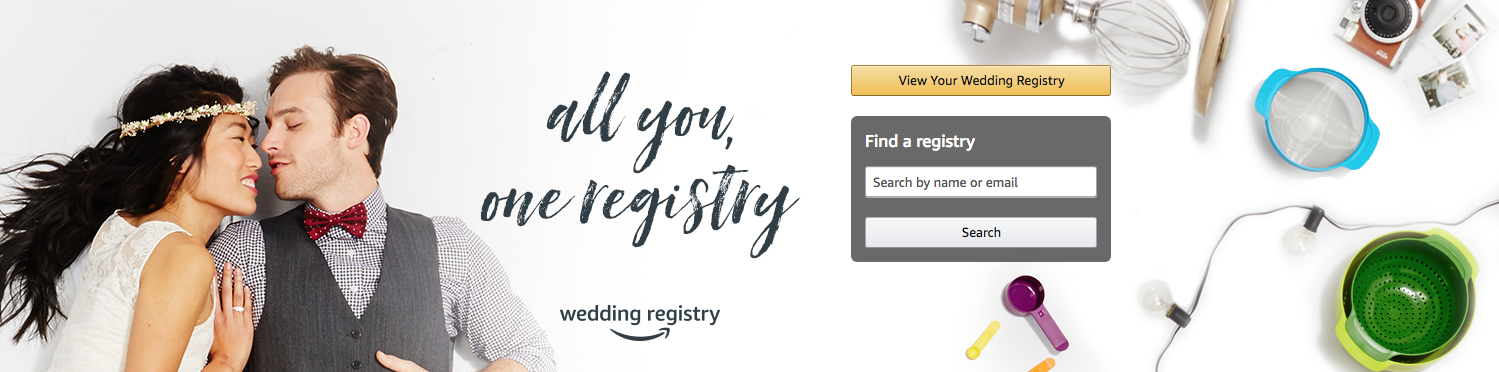 all you,
one registry
wedding registry
View Your Wedding Registry
Find a registry
Search by name or email
Search